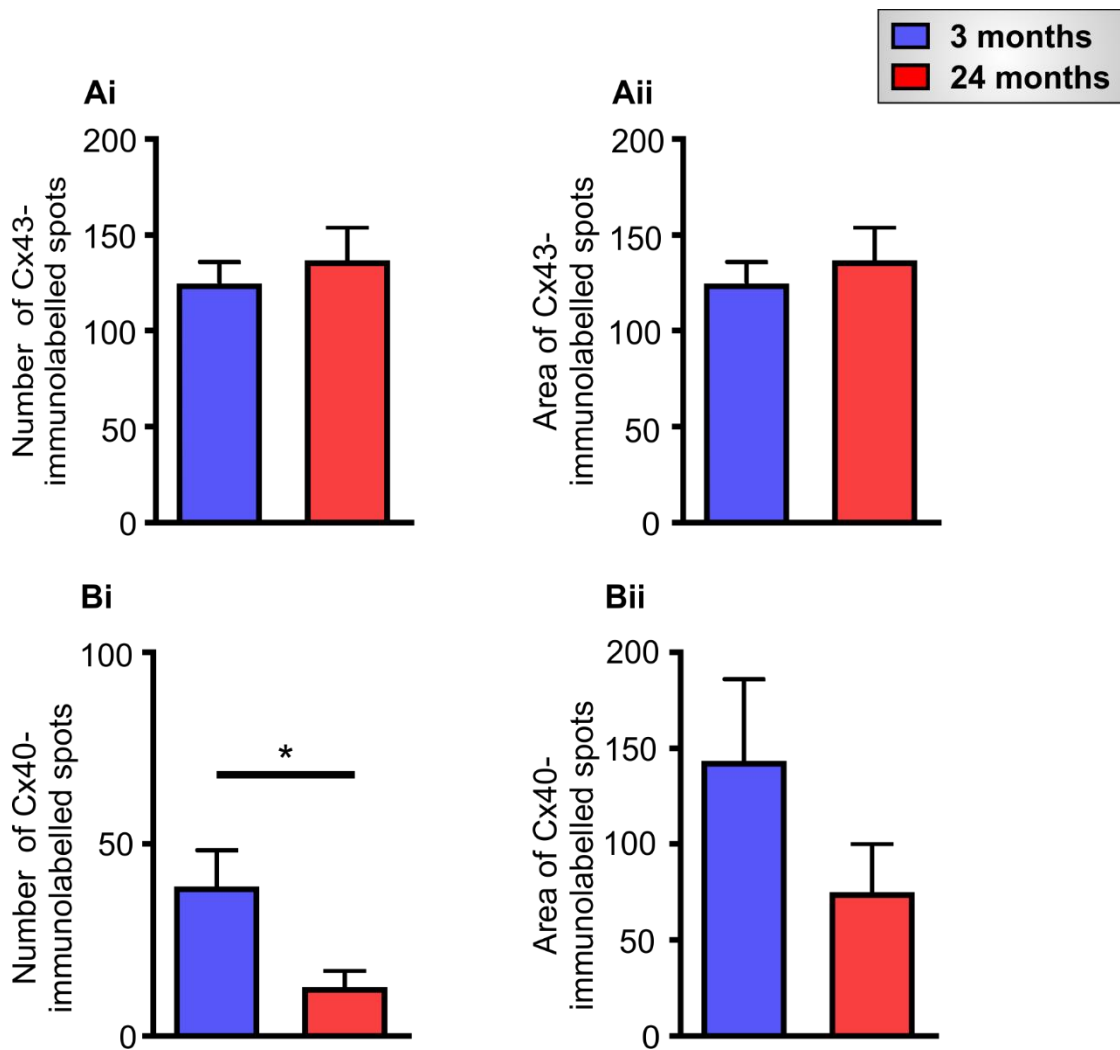 3 months
24 months
Ai
Number of Cx43-
immunolabelled spots
200
150
100
50
0
Aii
Area of Cx43-
immunolabelled spots
200
150
100
50
0
Bi
Number of Cx40-
immunolabelled spots
100
50
0
*
Bii
Area of Cx40-
immunolabelled spots
200
150
100
50
0